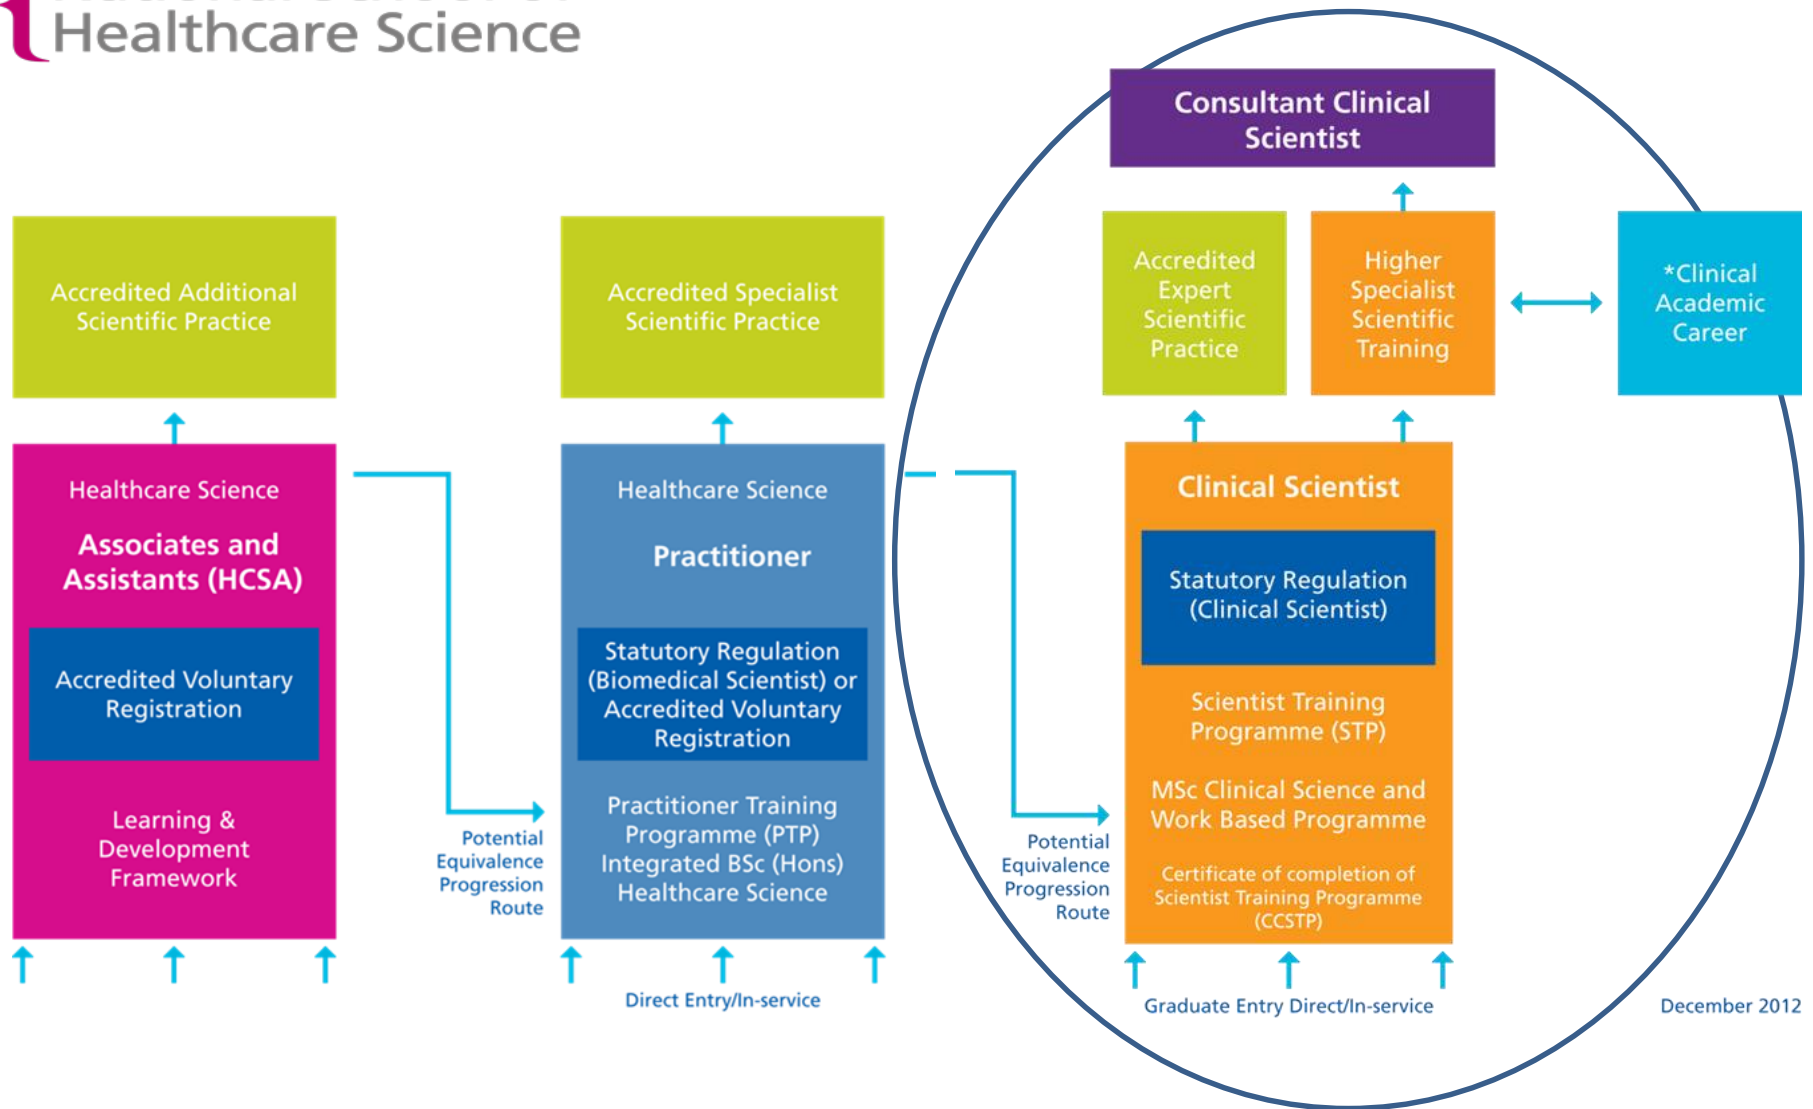 Healthcare Science
Consultant Clinical
Scientist
Accredited Additional
Scientific Practice
Accredited Specialist
Scientific Practice
Accredited
Expert
Scientific
Practice
Higher
Specialist
Scientific
Training
*Clinical
Academic
Career
Healthcare Science
Associates and
Assistants (HCSA)
Accredited Voluntary
Registration
Learning &
Development
Framework
Potential
Equivalence
Progression
Route
Healthcare Science
Practitioner
Statutory Regulation
(Biomedical Scientist) or
Accredited Voluntary
Registration
Practitioner Training
Programme (PTP)
Integrated BSc (Hons)
Healthcare Science
Direct Entry/In-service
Potential
Equivalence
Progression
Route
Clinical Scientist
Statutory Regulation
(Clinical Scientist)
Scientist Training
Programme (STP)
MSc Clinical Science and
Work Based Programme
Certificate of completion of
Scientist Training Programme
(CCSTP)
Graduate Entry Direct/In-service
December 2012